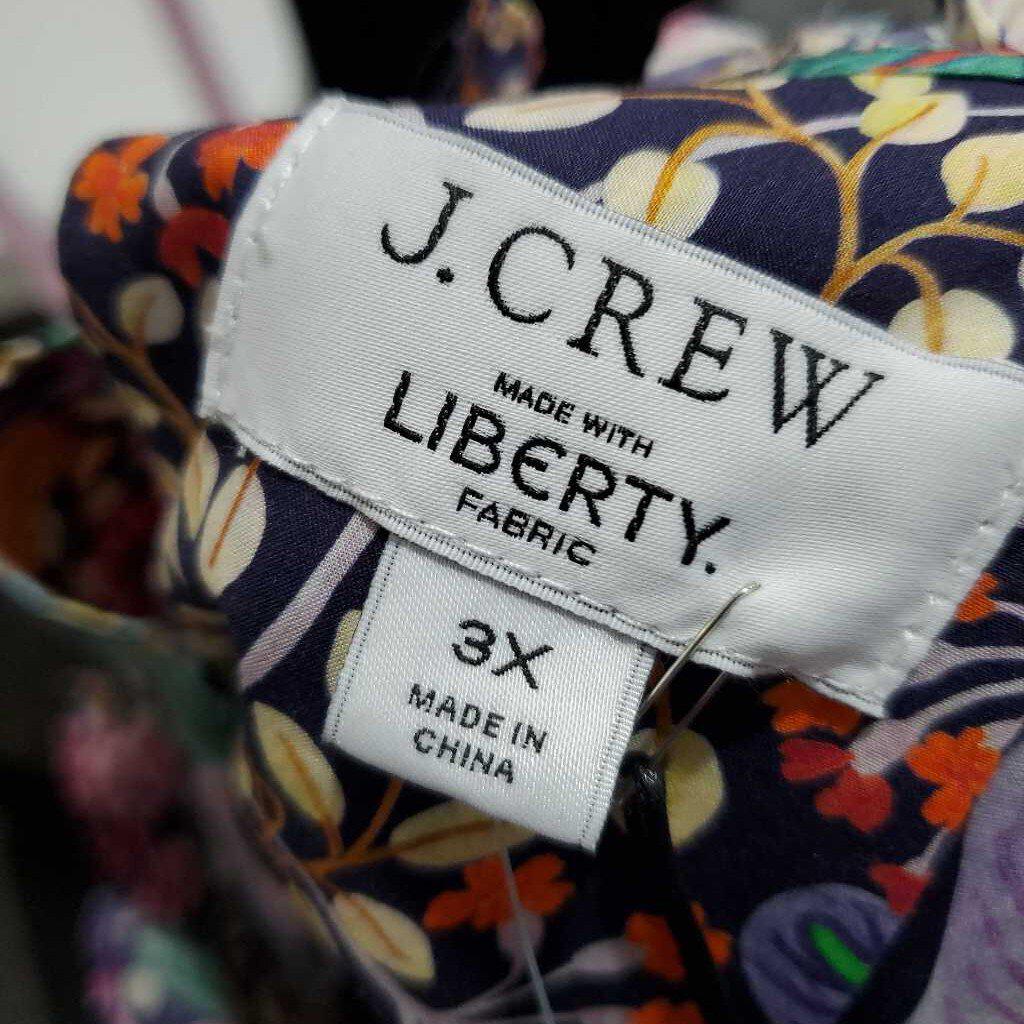 J.CREW
MADE WITH
LIBERTY.
FABRIC
3X
MADE IN
CHINA